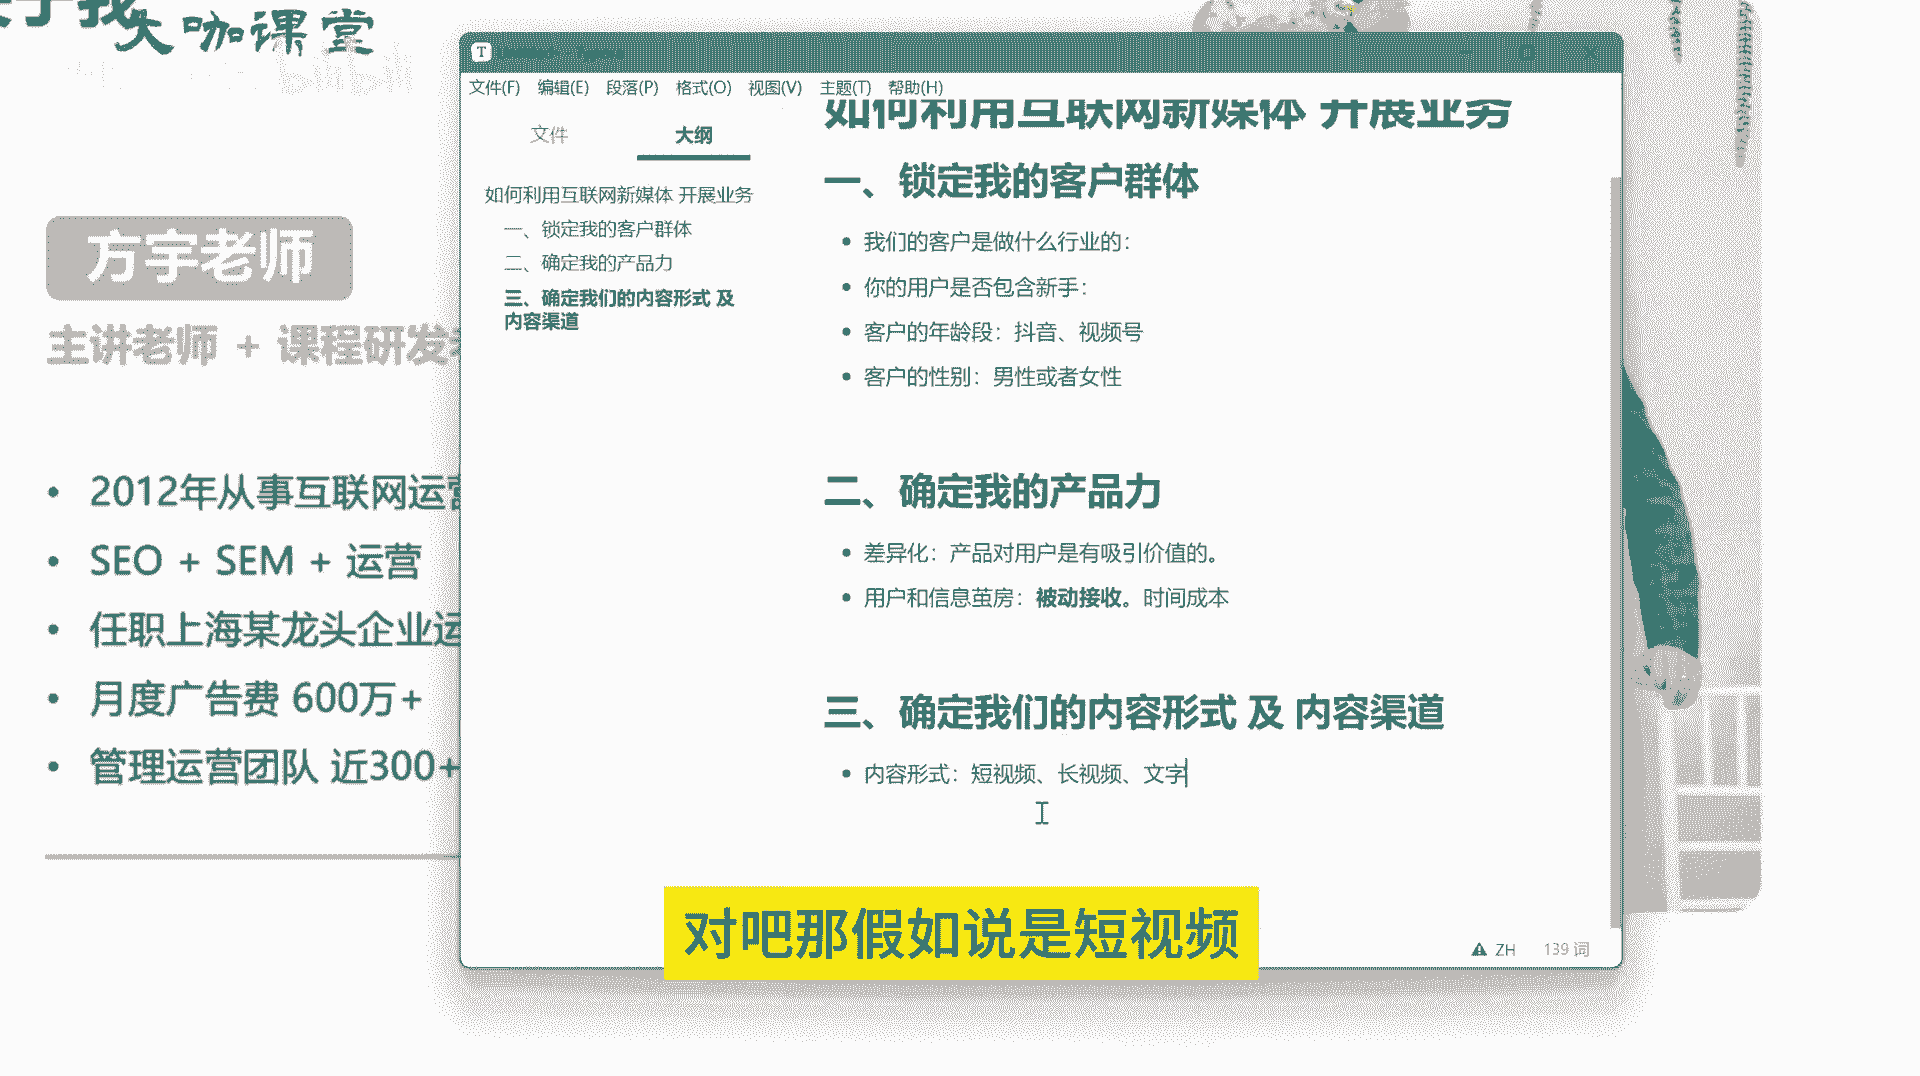 大咖课堂
bilibili
方宇老师
主讲老师 + 课程研发
2012年从事互联网运营
SEO + SEM + 运营
任职上海某龙头企业运
月度广告费 600万+
管理运营团队 近300+
T
文件(F) 编辑(E) 段落(P) 格式(O) 视图(V) 主题(T) 帮助(H)
文件 大纲
如何利用互联网新媒体 开展业务
一、锁定我的客户群体
二、确定我的产品力
三、确定我们的内容形式 及
内容渠道
如何利用互联网新媒体 开展业务
一、锁定我的客户群体
我们的客户是做什么行业的：
你的用户是否包含新手：
客户的年龄段：抖音、视频号
客户的性别：男性或者女性
二、确定我的产品力
差异化：产品对用户是有吸引价值的。
用户和信息茧房：被动接收。时间成本
三、确定我们的内容形式 及 内容渠道
内容形式：短视频、长视频、文字
ZH 139 词
对吧那假如说是短视频